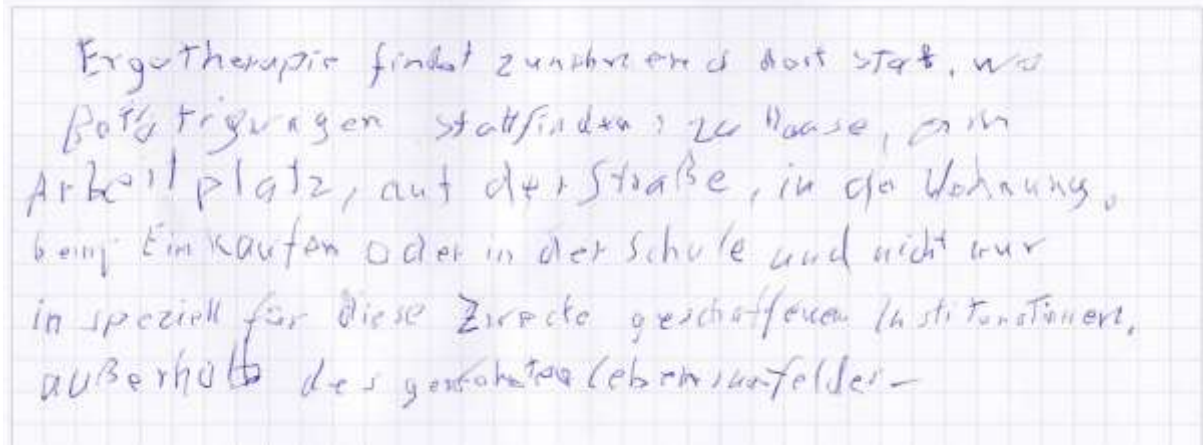 Ergotherapie findet zunehmend dort statt, wo
Betätigungen stattfinden: zu Hause, am
Arbeitplatz, auf der Straße, in der Wohnung,
beim Einkaufen oder in der Schule und nicht nur
in speziell für diese Zwecke geschaffenen
außerhalb des gewohnten Lebensumfeldes